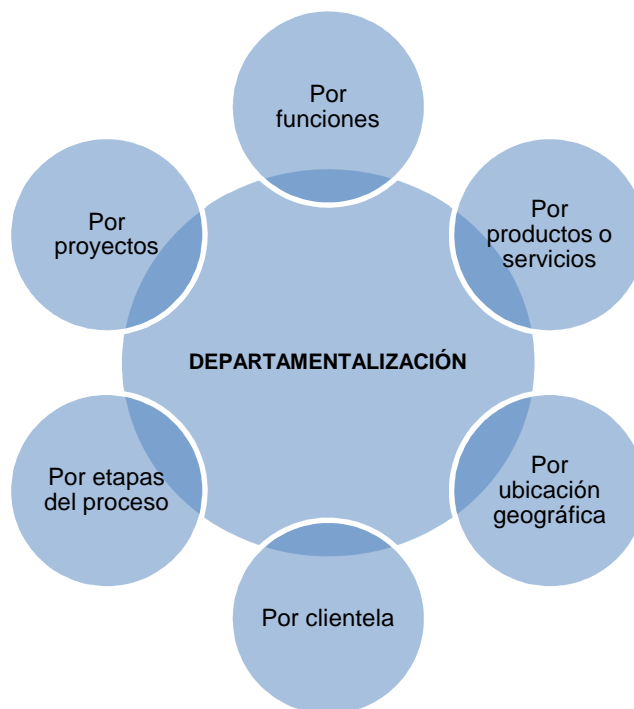 Por
funciones
Por
productos o
servicios
Por
ubicación
geográfica
Por clientela
Por etapas
del proceso
Por
proyectos
DEPARTAMENTALIZACIÓN